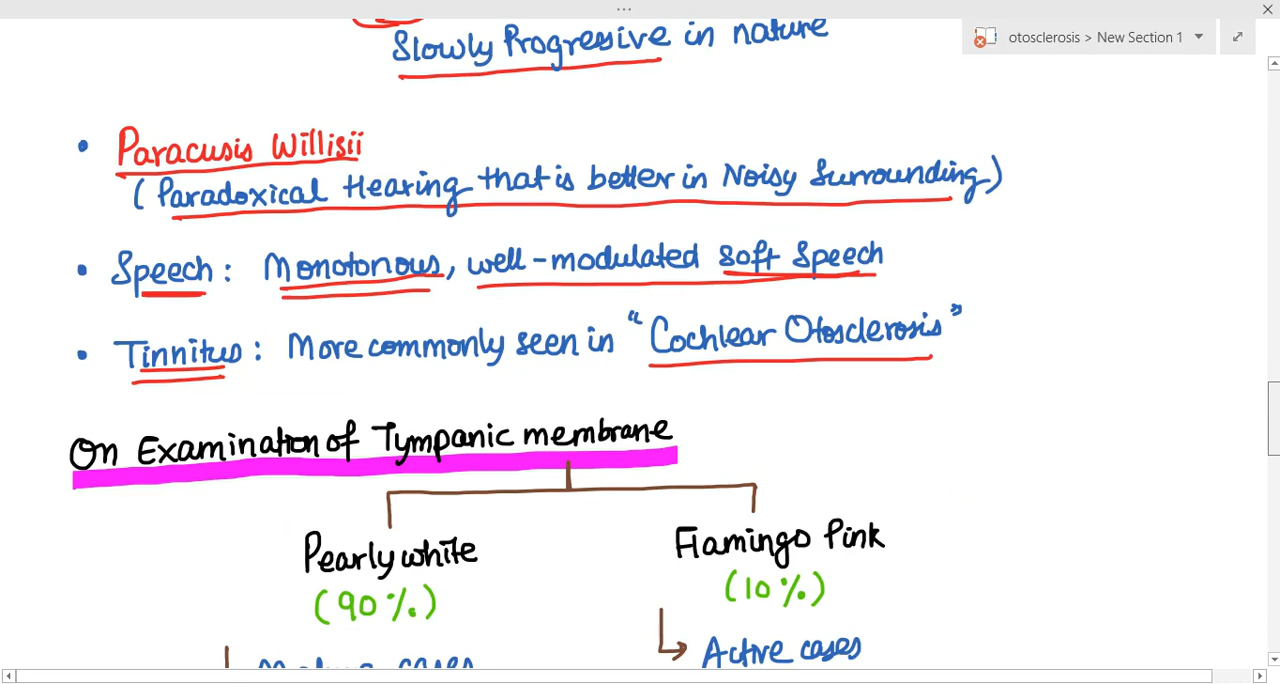 otosclerosis > New Section 1
Slowly Progressive in nature
• Paracusis Willisii
(Paradoxical Hearing that is better in Noisy Surrounding)
• Speech: Monotonous, well-modulated soft speech
• Tinnitus: More commonly seen in "Cochlear Otosclerosis"
On Examination of Tympanic membrane
Pearly white
(90%)
Flamingo Pink
(10%)
Active cases
cases